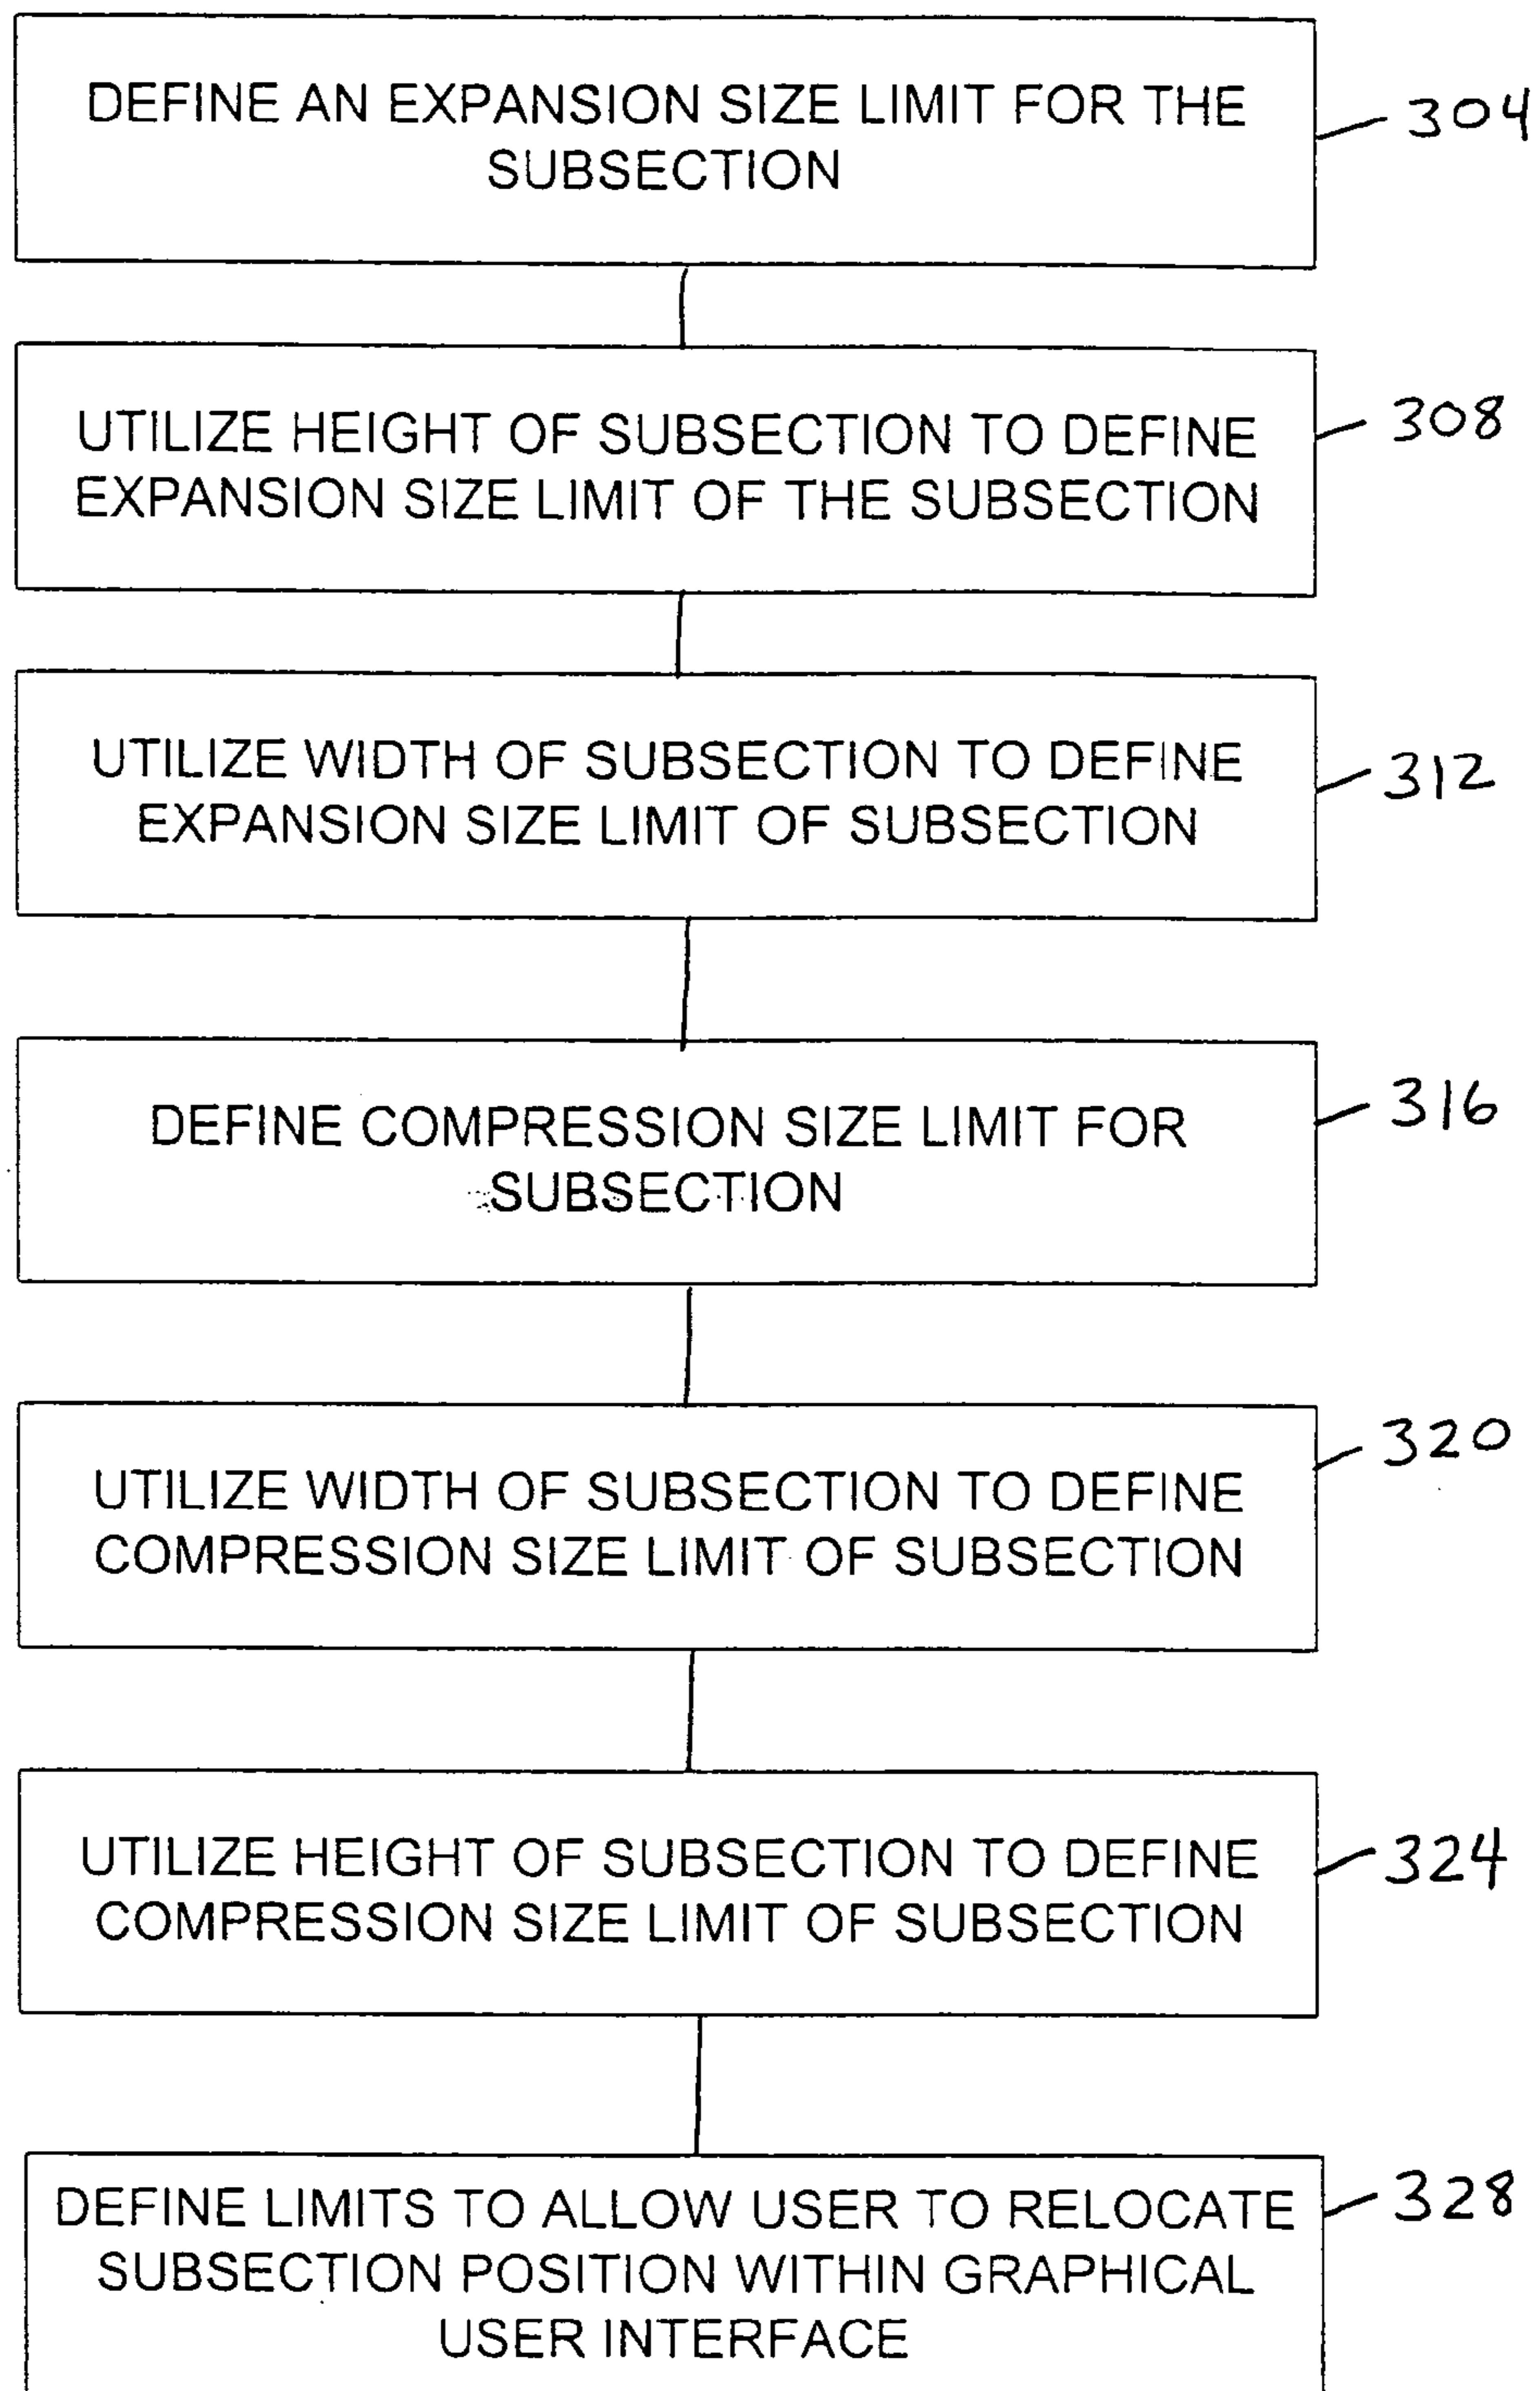 DEFINE AN EXPANSION SIZE LIMIT FOR THE
SUBSECTION
304
UTILIZE HEIGHT OF SUBSECTION TO DEFINE
EXPANSION SIZE LIMIT OF THE SUBSECTION
308
UTILIZE WIDTH OF SUBSECTION TO DEFINE
EXPANSION SIZE LIMIT OF SUBSECTION
312
DEFINE COMPRESSION SIZE LIMIT FOR
SUBSECTION
316
UTILIZE WIDTH OF SUBSECTION TO DEFINE
COMPRESSION SIZE LIMIT OF SUBSECTION
320
UTILIZE HEIGHT OF SUBSECTION TO DEFINE
COMPRESSION SIZE LIMIT OF SUBSECTION
324
DEFINE LIMITS TO ALLOW USER TO RELOCATE
SUBSECTION POSITION WITHIN GRAPHICAL
USER INTERFACE
328